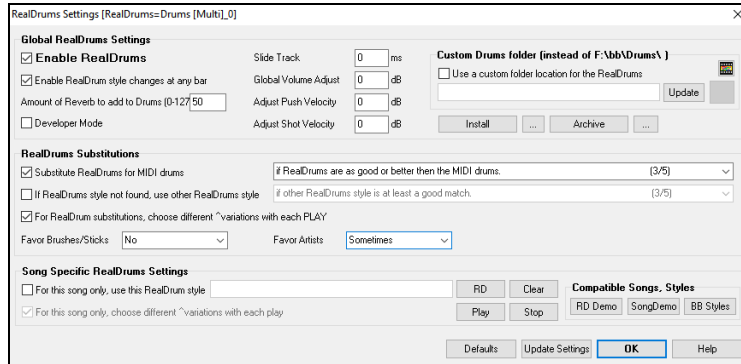 RealDrums Settings [RealDrums=Drums [Multi]_0]
Global RealDrums Settings
Enable RealDrums
Slide Track 0 ms
Custom Drums folder (instead of F:\bb\Drums\ )
Enable RealDrum style changes at any bar
Global Volume Adjust 0 dB
Use a custom folder location for the RealDrums
Amount of Reverb to add to Drums (0-127 50
Adjust Push Velocity 0 dB
Update
Developer Mode
Adjust Shot Velocity 0 dB
Install ... Archive ...
RealDrums Substitutions
Substitute RealDrums for MIDI drums
if RealDrums are as good or better then the MIDI drums. (3/5)
If RealDrums style not found, use other RealDrums style
if other RealDrums style is at least a good match. (3/5)
For RealDrum substitutions, choose different ^variations with each PLAY
Favor Brushes/Sticks No
Favor Artists Sometimes
Song Specific RealDrums Settings
For this song only, use this RealDrum style
RD Clear
Compatible Songs, Styles
For this song only, choose different ^variations with each play
Play Stop
RD Demo SongDemo BB Styles
Defaults Update Settings OK Help